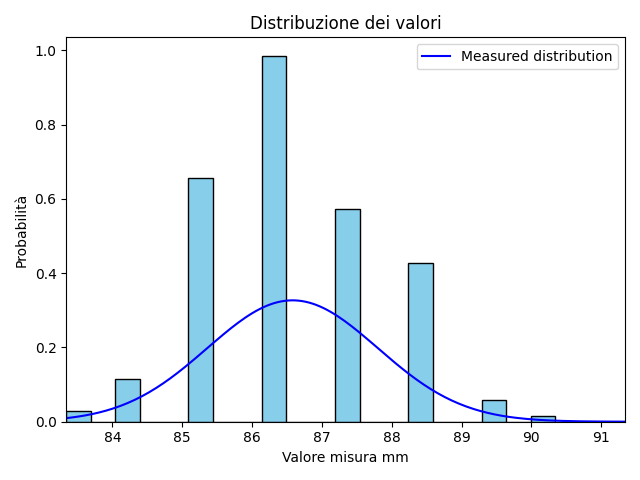 Distribuzione dei valori
Measured distribution
Probabilità
1.0
0.8
0.6
0.4
0.2
0.0
84 85 86 87 88 89 90 91
Valore misura mm